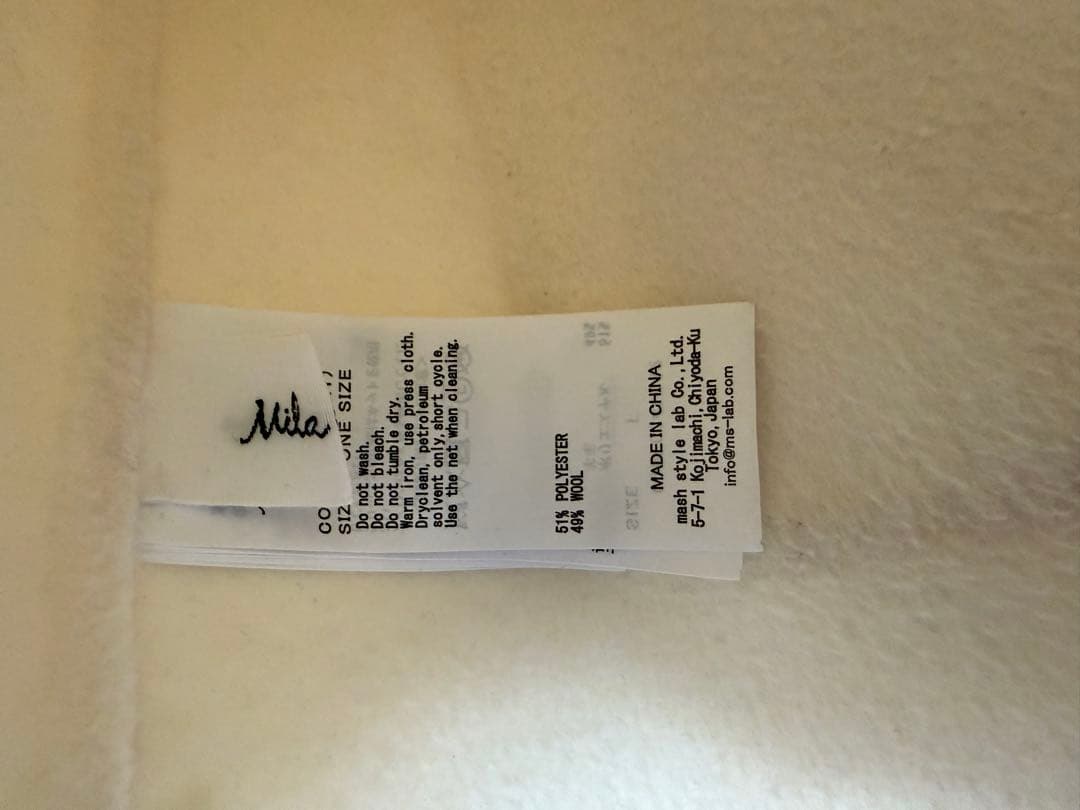 Mila
CO
ONE SIZE
Do not wash.
Do not bleach.
Do not tumble dry.
Warm iron, use press cloth.
Dryclean, petroleum
solvent only, short cycle.
Use the net when cleaning.
51% POLYESTER
49% WOOL
MADE IN CHINA
mash style lab Co.,Ltd.
5-7-1 Kojimachi, Chiyoda-Ku
Tokyo, Japan
info@ms-lab.com